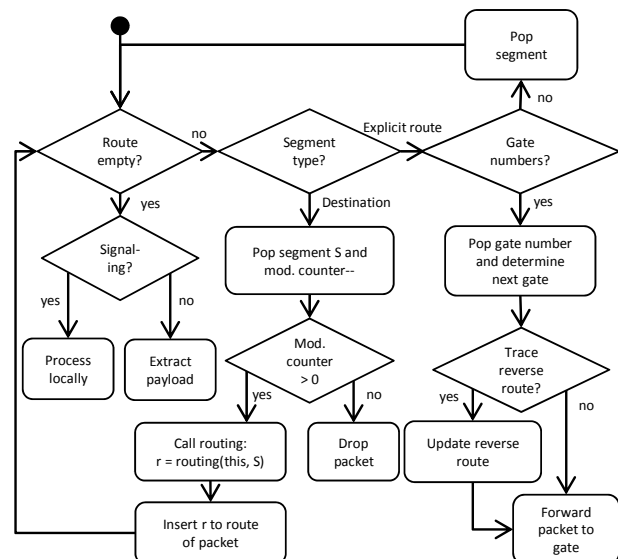 Pop
segment
no
Route
empty?
no
Segment
type?
Explicit route
Gate
numbers?
yes
Destination
yes
Signal-
ing?
Pop segment S and
mod. counter--
Pop gate number
and determine
next gate
yes
no
Process
locally
Extract
payload
Mod.
counter
> 0
Trace
reverse
route?
yes
no
yes
no
Call routing:
r = routing(this, S)
Drop
packet
Update reverse
route
Insert r to route
of packet
Forward
packet to
gate